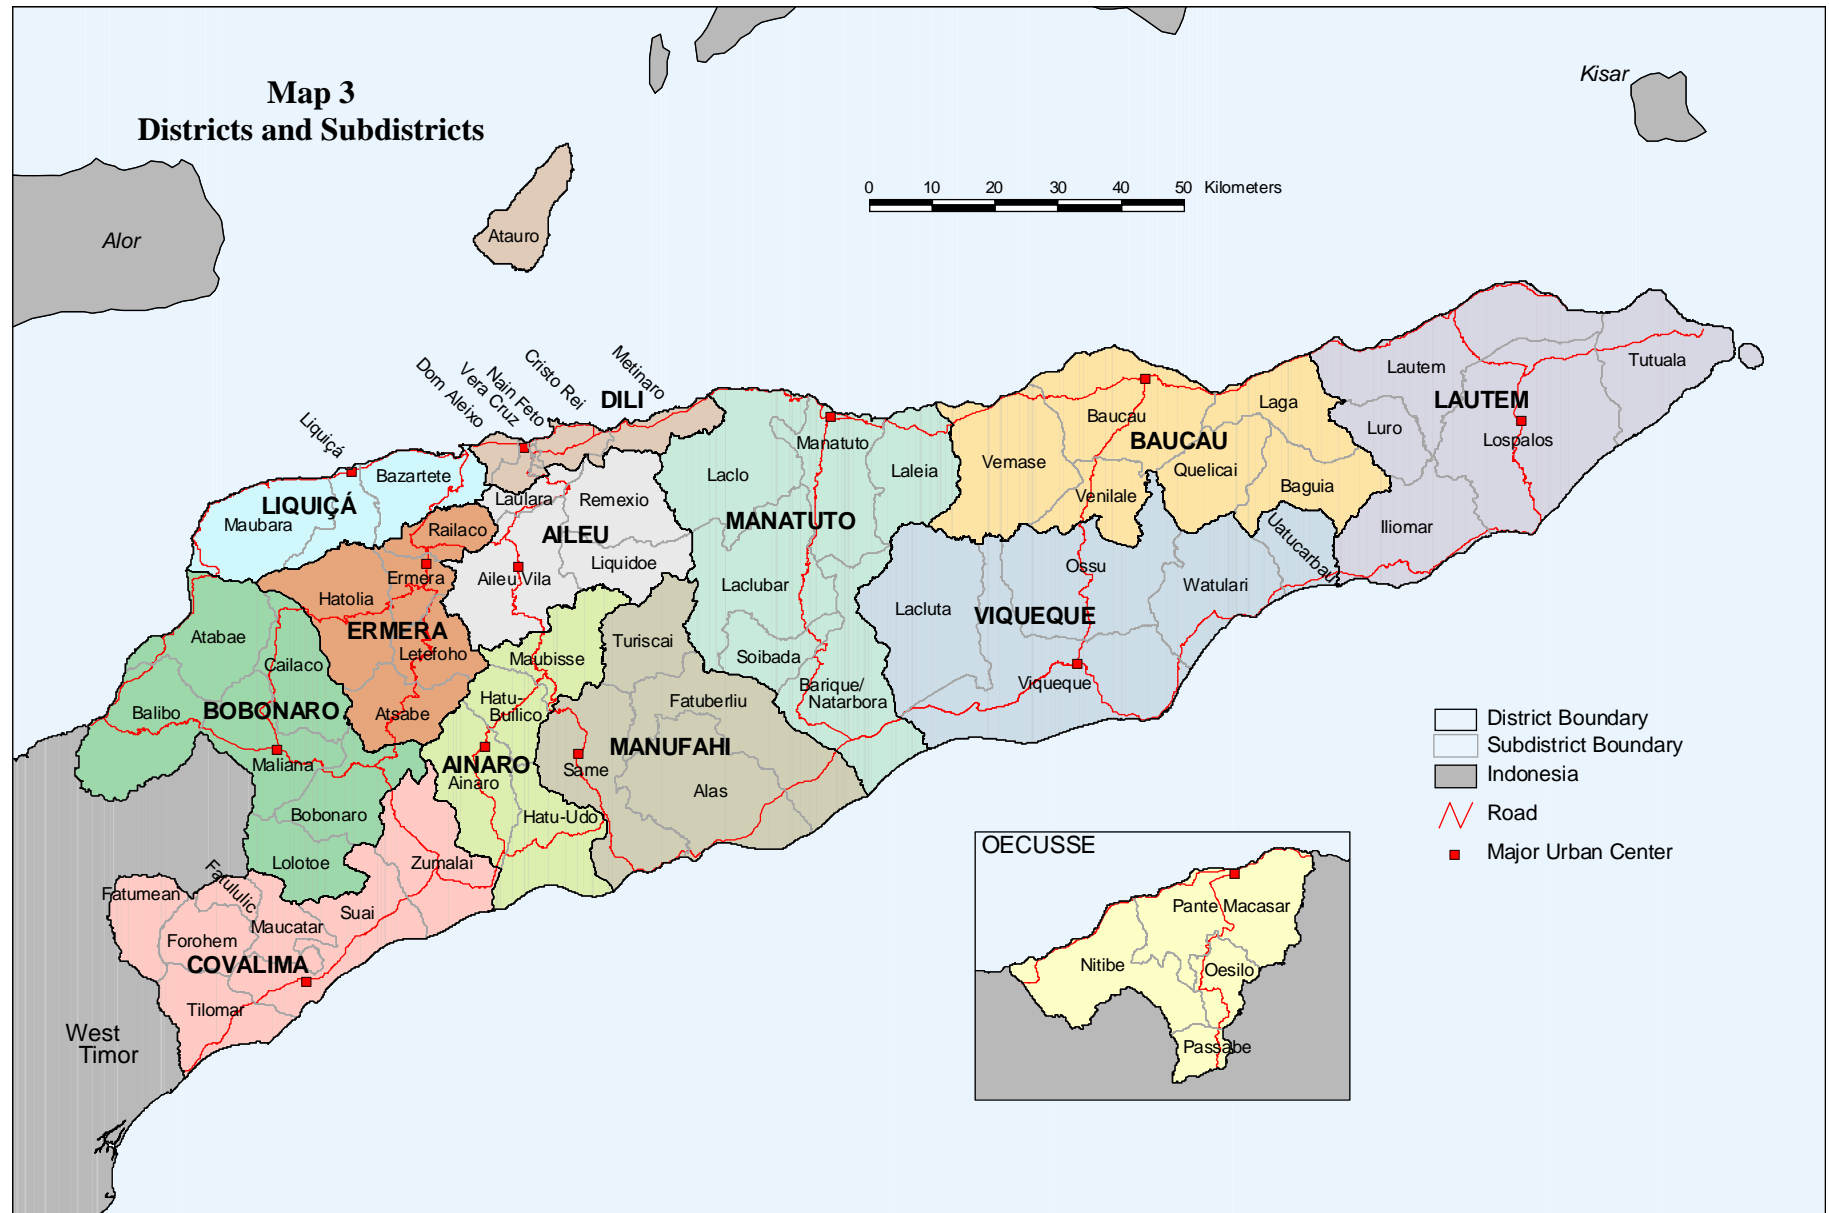 Map 3
Districts and Subdistricts
Kisar
Alor
Atauro
0 10 20 30 40 50 Kilometers
Liquiçá
Dom Aleixo
Vera Cruz
Nain Feto
Cristo Rei
Metinaro
DILI
Bazartete
LIQUIÇÁ
Maubara
Laulara
Remexio
AILEU
Aileu Vila
Liquidoe
Railaco
Ermera
Hatolia
ERMERA
Letefoho
Atsabe
Atabae
Cailaco
Balibo
BOBONARO
Maliana
Bobonaro
Lolotoe
Maubisse
Hatu-
Builico
AINARO
Ainaro
Hatu-Udo
Turiscai
Fatuberliu
MANUFAHI
Same
Alas
Manatuto
Laclo
Laleia
MANATUTO
Laclubar
Soibada
Barique/
Natarbora
Baucau
BAUCAU
Laga
Vemase
Venilale
Quelicai
Baguia
Lautem
Tutuala
LAUTEM
Luro
Lospalos
Iliomar
Uatucarbau
Ossu
Watulari
Lacluta
VIQUEQUE
Viqueque
Fatumean
Fatululic
Zumalai
Suai
Maucatar
Forohem
COVALIMA
Tilomar
West
Timor
OECUSSE
Pante Macasar
Nitibe
Oesilo
Passabe
District Boundary
Subdistrict Boundary
Indonesia
Road
Major Urban Center